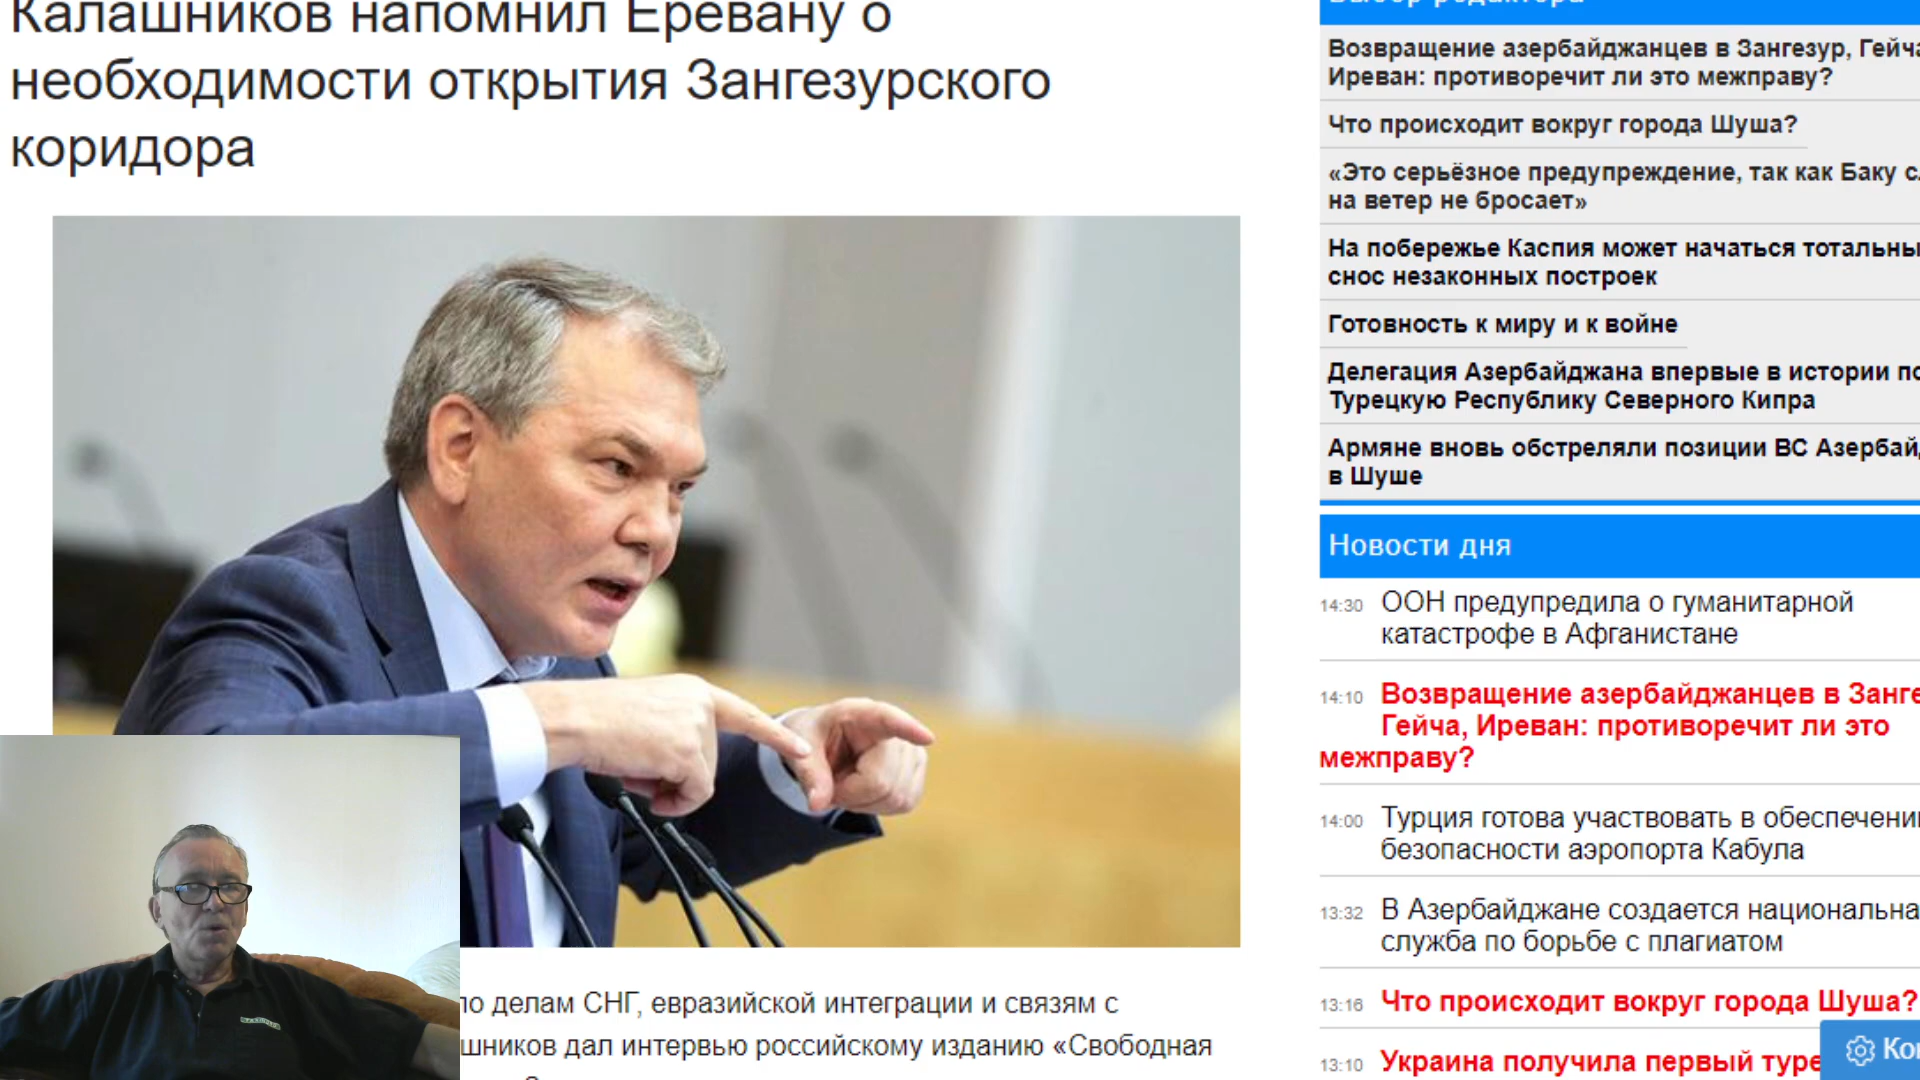 Калашников напомнил Еревану о
необходимости открытия Зангезурского
коридора
по делам СНГ, евразийской интеграции и связям с
шников дал интервью российскому изданию «Свободная
Выбор редактора
Возвращение азербайджанцев в Зангезур, Гейча
Иреван: противоречит ли это межправу?
Что происходит вокруг города Шуша?
«Это серьёзное предупреждение, так как Баку
на ветер не бросает»
На побережье Каспия может начаться
снос незаконных построек
Готовность к миру и к войне
Делегация Азербайджана впервые в истории
Турецкую Республику Северного Кипра
Армяне вновь обстреляли позиции ВС
в Шуше
Новости дня
14:30 ООН предупредила о гуманитарной
катастрофе в Афганистане
14:10 Возвращение азербайджанцев в
Гейча, Иреван: противоречит ли это
межправу?
14:00 Турция готова участвовать в
безопасности аэропорта Кабула
13:32 В Азербайджане создается
служба по борьбе с плагиатом
13:16 Что происходит вокруг города Шуша?
13:10 Украина получила первый